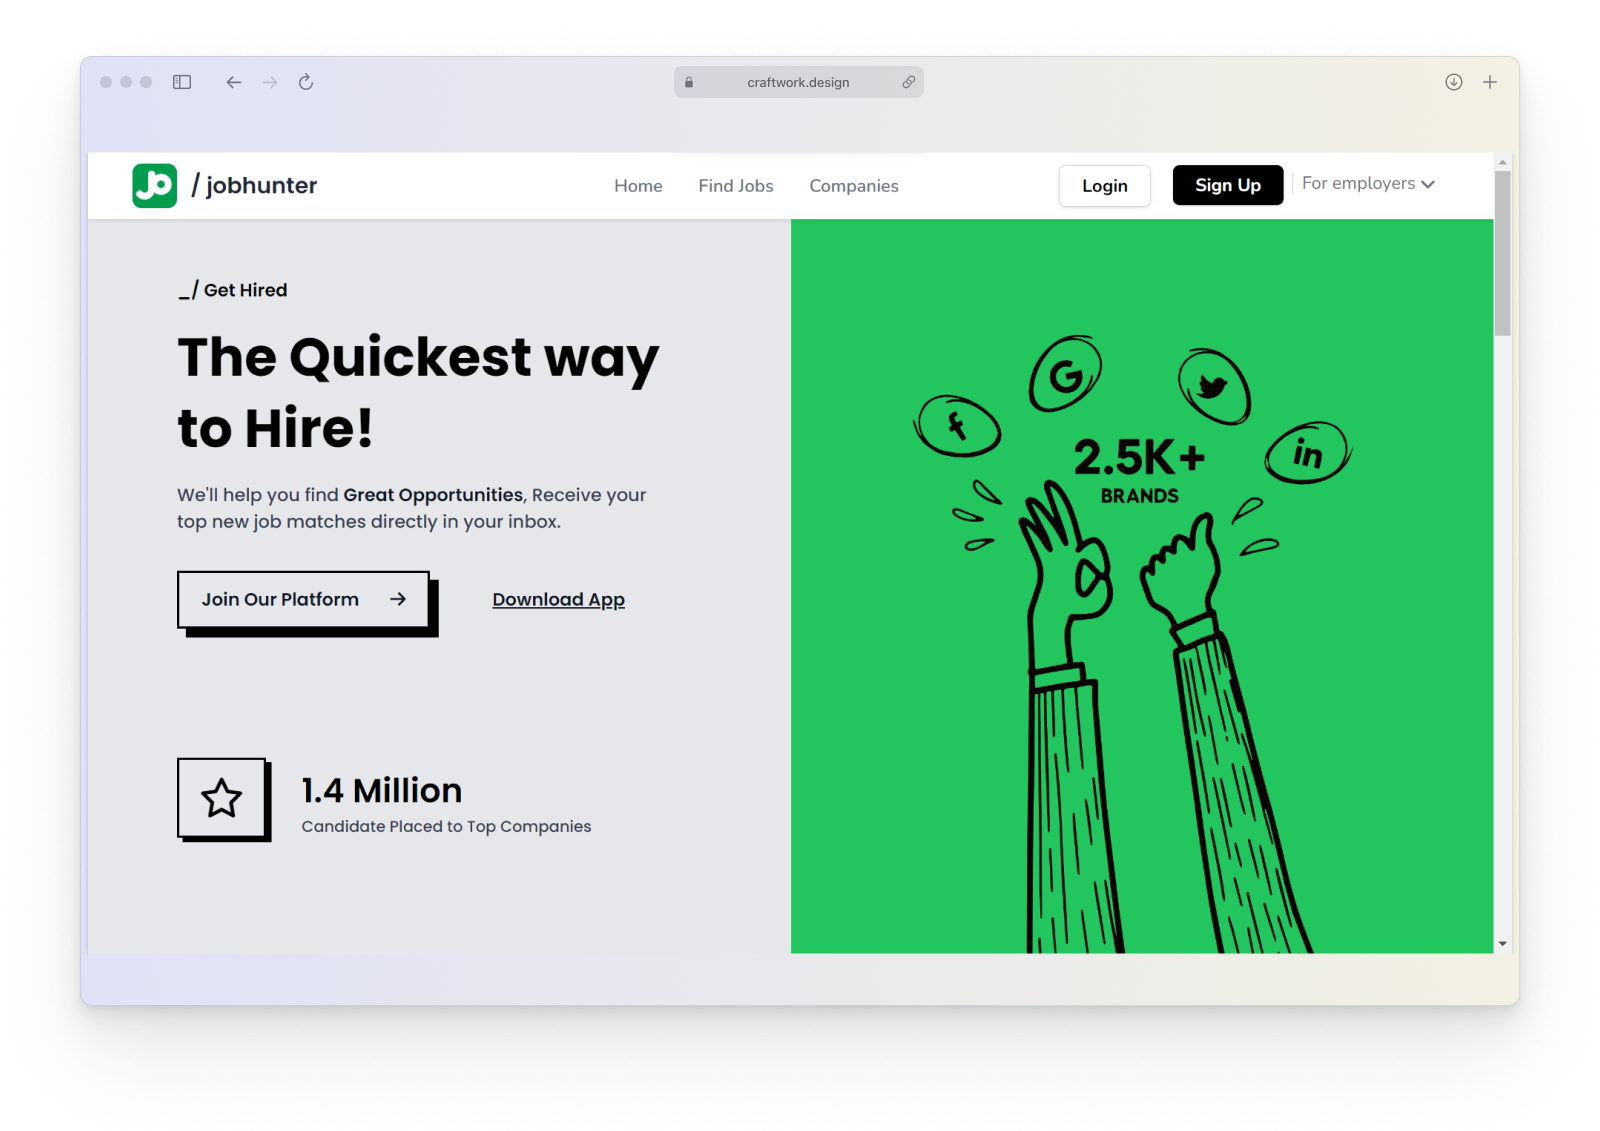 craftwork.design
Jo / jobhunter
Home Find Jobs Companies
Login Sign Up For employers
_/ Get Hired
The Quickest way
to Hire!
We'll help you find Great Opportunities, Receive your
top new job matches directly in your inbox.
Join Our Platform → Download App
1.4 Million
Candidate Placed to Top Companies
f G in
2.5K+
BRANDS